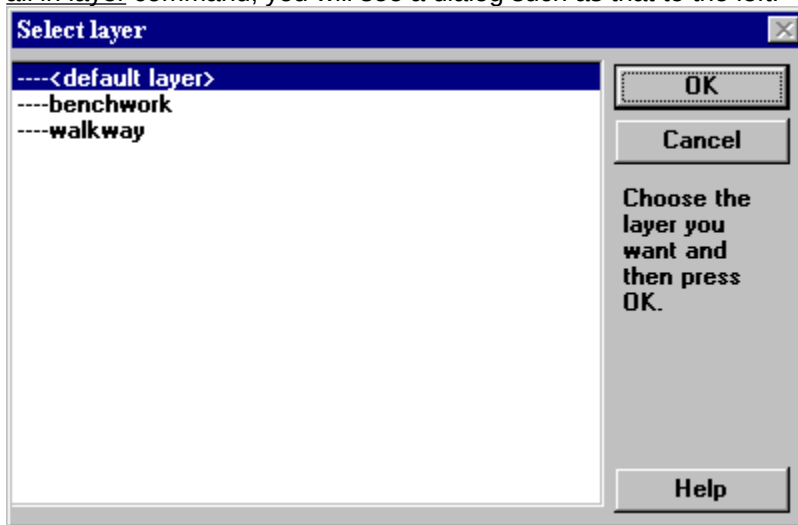 all in layer command, you will see a dialog such as that to the left.
Select layer
----<default layer>
----benchwork
----walkway
OK
Cancel
Choose the
layer you
want and
then press
OK.
Help